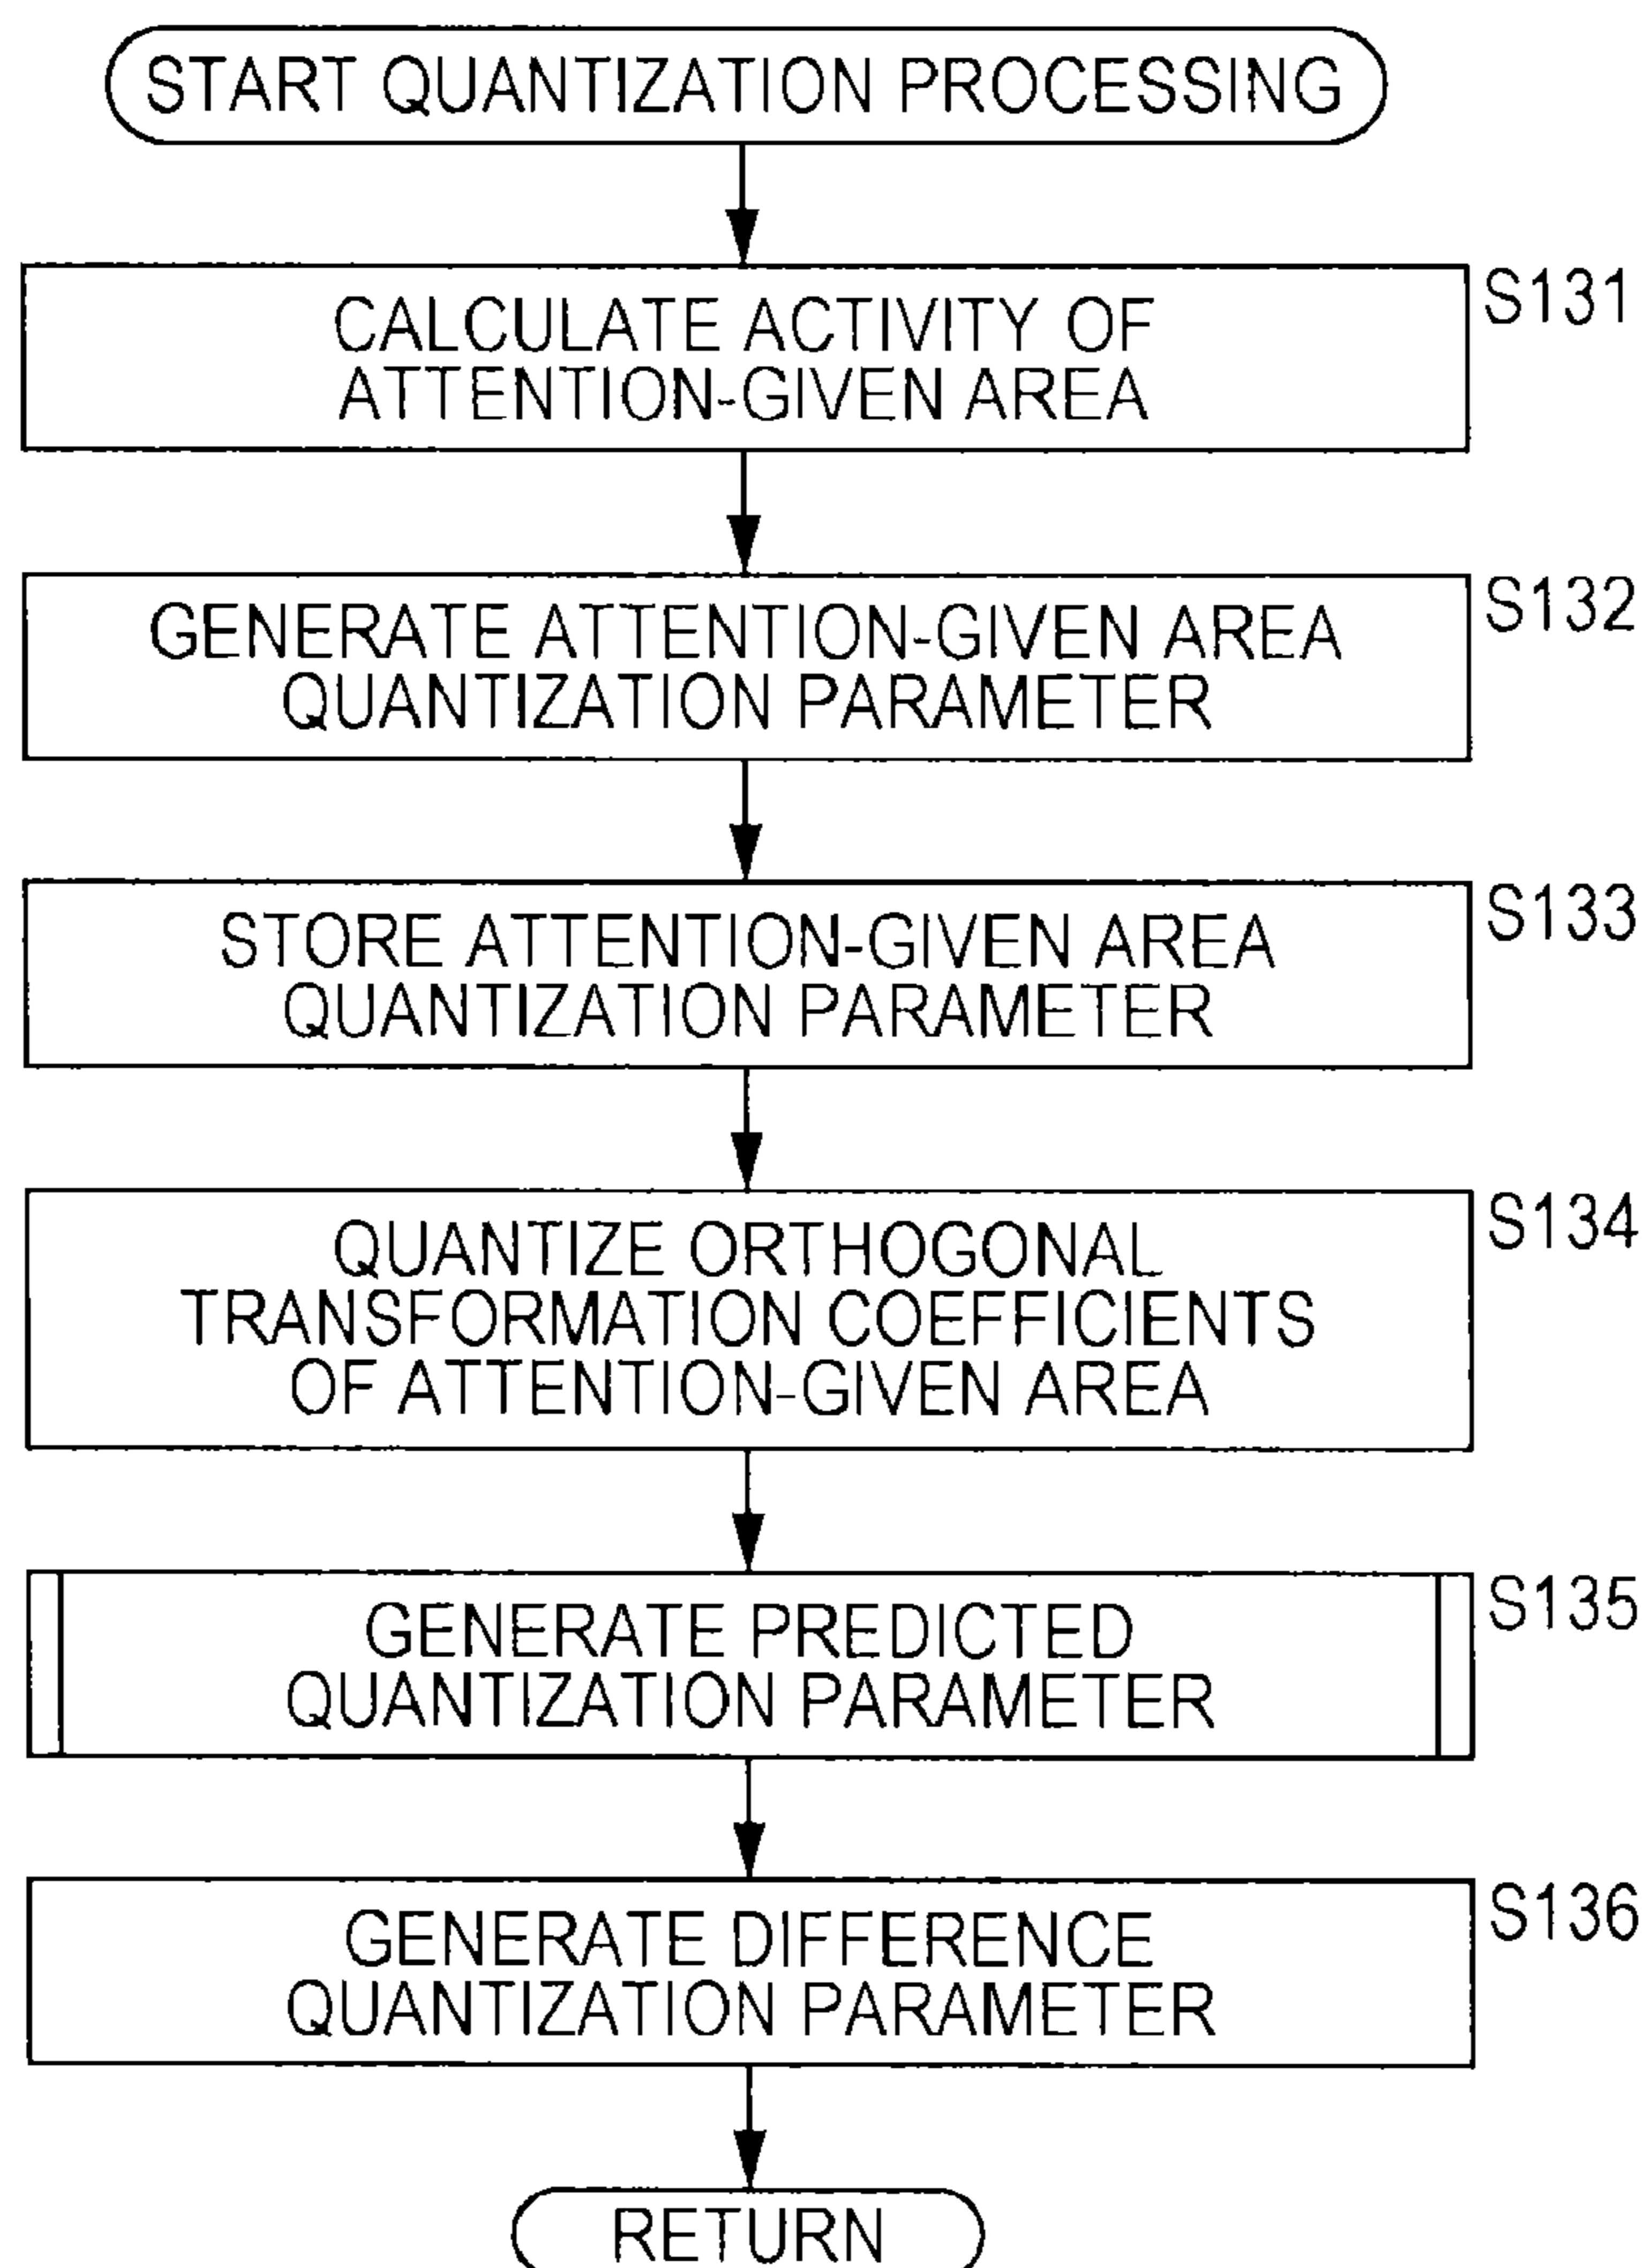 START QUANTIZATION PROCESSING
S131
CALCULATE ACTIVITY OF
ATTENTION-GIVEN AREA
S132
GENERATE ATTENTION-GIVEN AREA
QUANTIZATION PARAMETER
S133
STORE ATTENTION-GIVEN AREA
QUANTIZATION PARAMETER
S134
QUANTIZE ORTHOGONAL
TRANSFORMATION COEFFICIENTS
OF ATTENTION-GIVEN AREA
S135
GENERATE PREDICTED
QUANTIZATION PARAMETER
S136
GENERATE DIFFERENCE
QUANTIZATION PARAMETER
RETURN